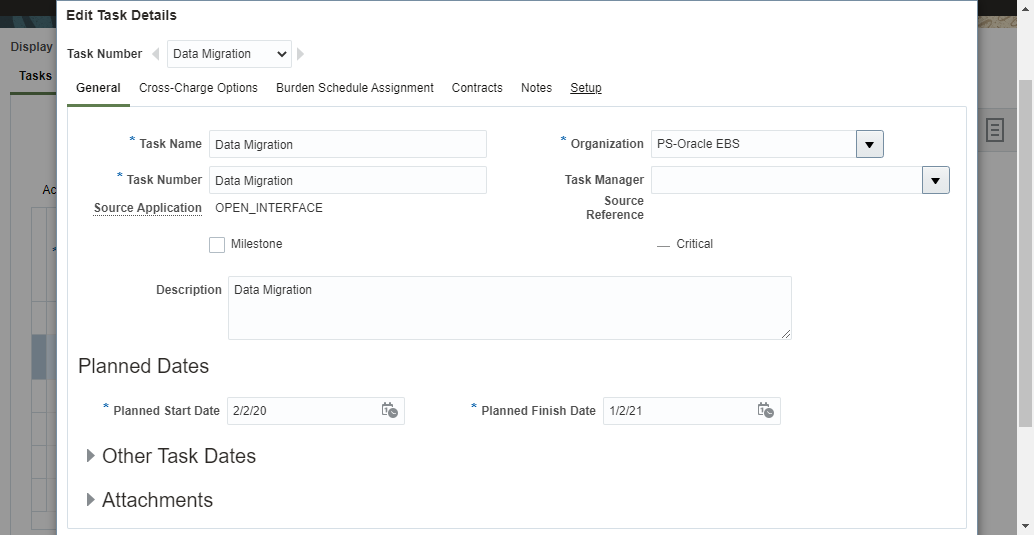 Edit Task Details
Display
Task Number Data Migration
Tasks
General Cross-Charge Options Burden Schedule Assignment Contracts Notes Setup
* Task Name Data Migration
* Organization PS-Oracle EBS
* Task Number Data Migration
Task Manager
Ac
Source Application OPEN_INTERFACE
Source
Reference
Milestone
— Critical
*
Description Data Migration
Planned Dates
* Planned Start Date 2/2/20
* Planned Finish Date 1/2/21
Other Task Dates
Attachments